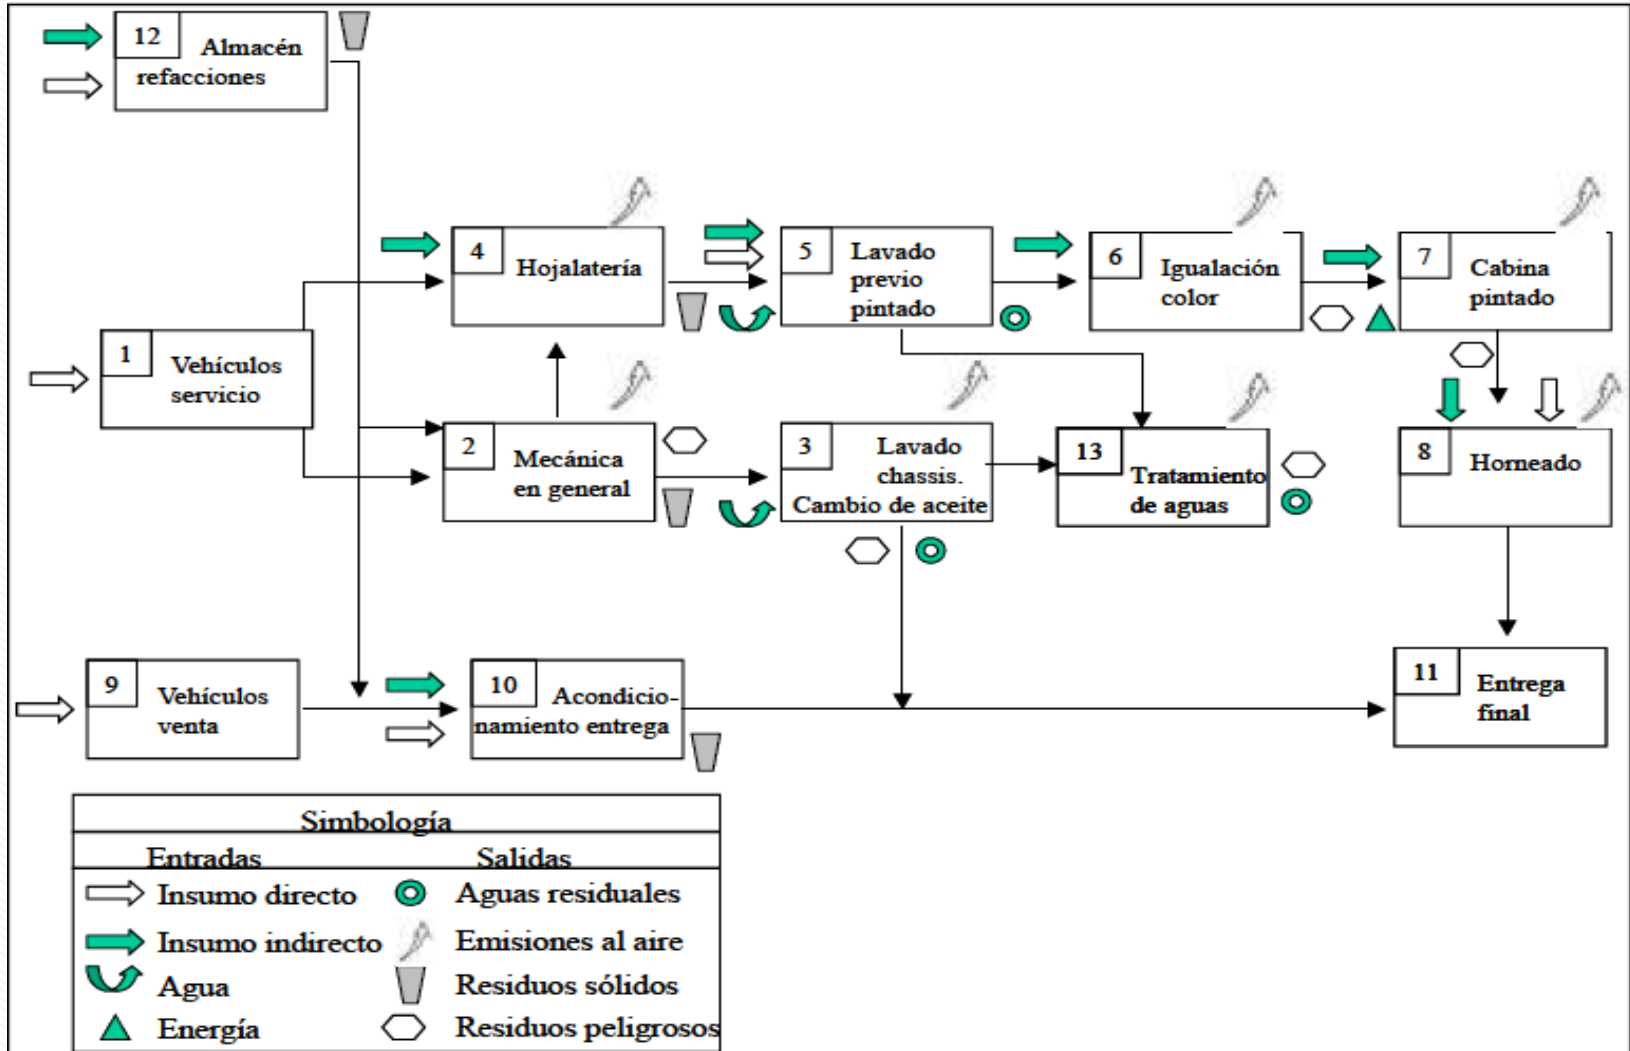 12
Almacén
refacciones
4
Hojalatería
5
Lavado
previo
pintado
6
Igualación
color
7
Cabina
pintado
1
Vehículos
servicio
2
Mecánica
en general
3
Lavado
chassis.
Cambio de aceite
13
Tratamiento
de aguas
8
Horneado
9
Vehículos
venta
10
Acondicio-
namiento entrega
11
Entrega
final
Simbología
Entradas
Salidas
Insumo directo
Aguas residuales
Insumo indirecto
Emisiones al aire
Agua
Residuos sólidos
Energía
Residuos peligrosos